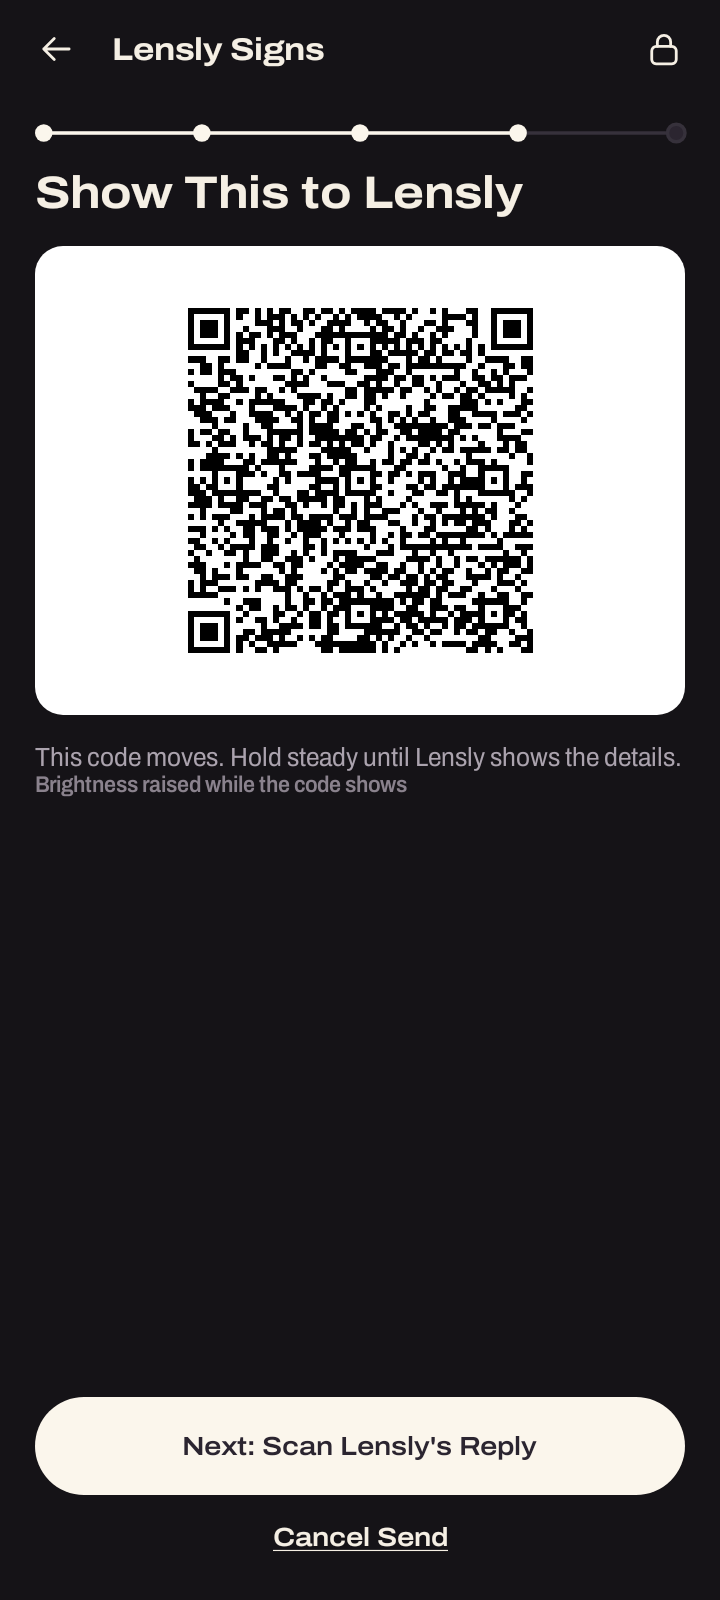 Lensly Signs
Show This to Lensly
This code moves. Hold steady until Lensly shows the details.
Brightness raised while the code shows
Next: Scan Lensly's Reply
Cancel Send